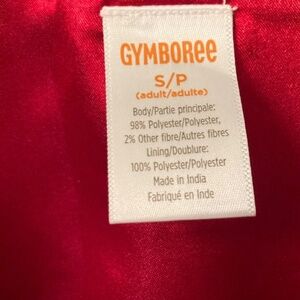 GYMBORee
S/P
(adult/adulte)
Body/Partie principale:
98% Polyester/Polyester,
2% Other fibre/Autres fibres
Lining/Doublure:
100% Polyester/Polyester
Made in India
Fabriqué en Inde